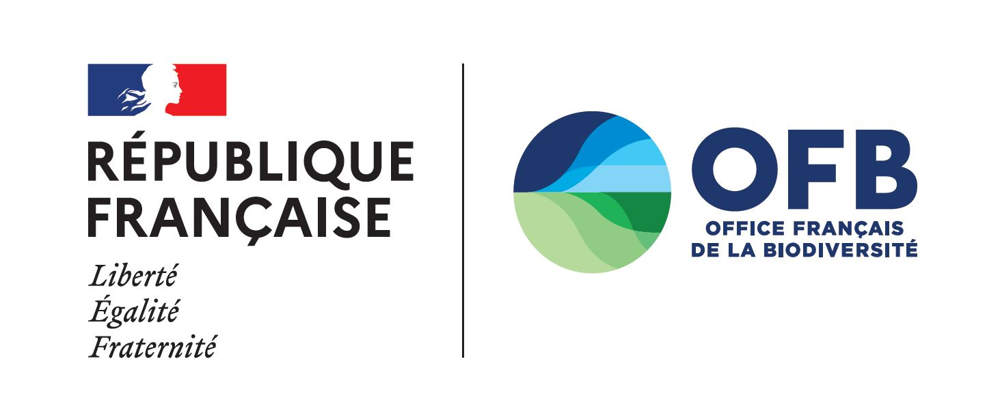 RÉPUBLIQUE
FRANÇAISE
Liberté
Égalité
Fraternité
OFB
OFFICE FRANÇAIS
DE LA BIODIVERSITÉ